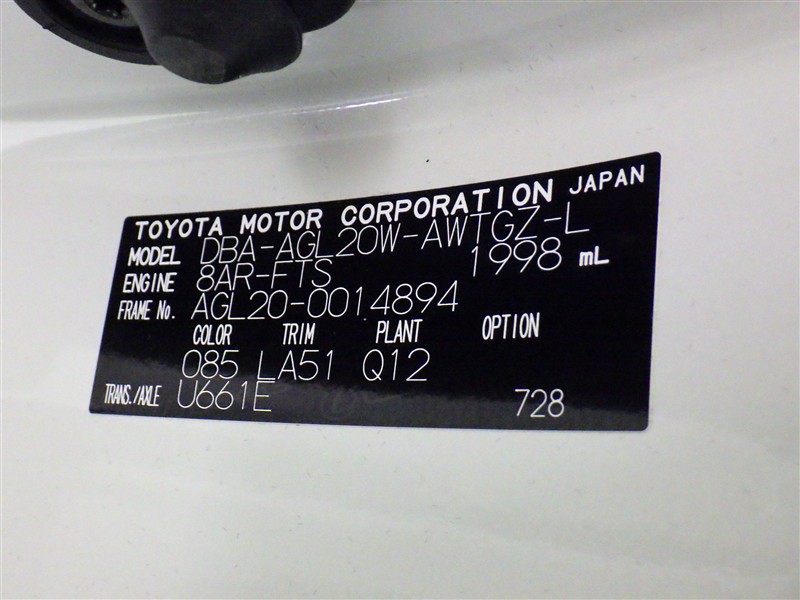 TOYOTA MOTOR CORPORATION JAPAN
MODEL DBA-AGL20W-AWTGZ-L
ENGINE 8AR-FTS 1998 mL
FRAME No. AGL20-0014894
COLOR TRIM PLANT OPTION
085 LA51 Q12
TRANS./AXLE U661E 728